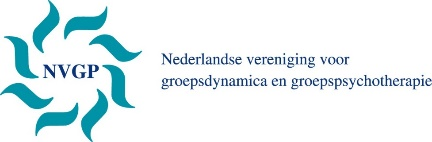 NVGP
Nederlandse vereniging voor
groepsdynamica en groepspsychotherapie